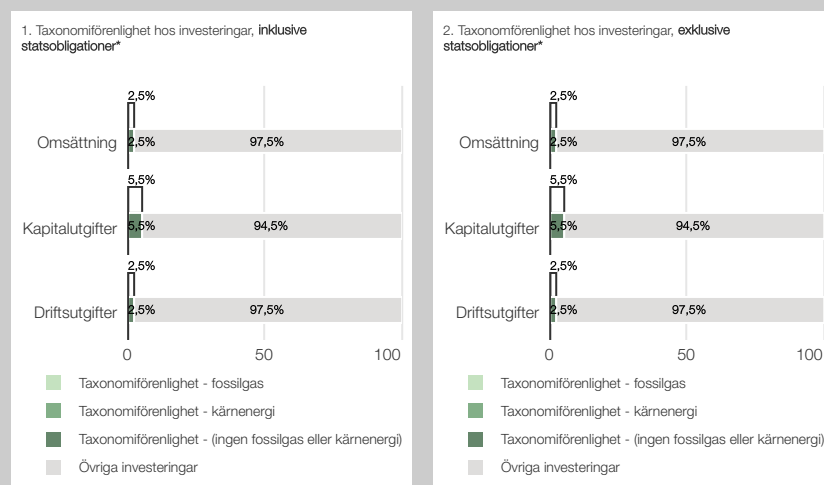 1. Taxonomiförenlighet hos investeringar, inklusive
statsobligationer*
2,5%
Omsättning
2,5%
97,5%
5,5%
Kapitalutgifter
5,5%
94,5%
2,5%
Driftsutgifter
2,5%
97,5%
0
50
100
Taxonomiförenlighet - fossilgas
Taxonomiförenlighet - kärnenergi
Taxonomiförenlighet - (ingen fossilgas eller kärnenergi)
Övriga investeringar
2. Taxonomförenlighet hos investeringar, exklusive
statsobligationer*
2,5%
Omsättning
2,5%
97,5%
5,5%
Kapitalutgifter
5,5%
94,5%
2,5%
Driftsutgifter
2,5%
97,5%
0
50
100
Taxonomiförenlighet - fossilgas
Taxonomiförenlighet - kärnenergi
Taxonomiförenlighet - (ingen fossilgas eller kärnenergi)
Övriga investeringar